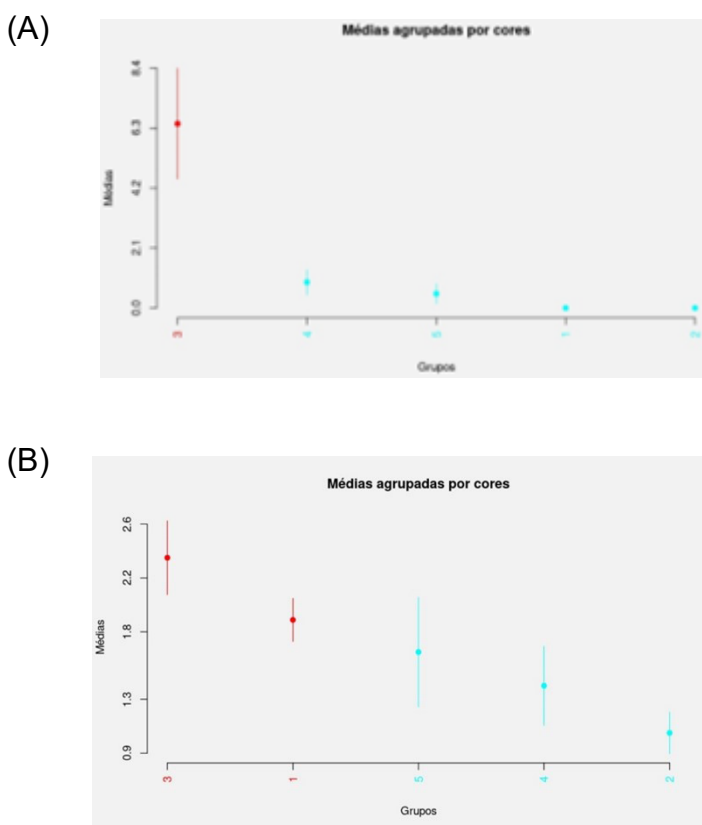 (A)
Médias agrupadas por cores
8.4
6.3
4.2
2.1
0.0
Médias
3 4 5 1 2
Grupos
(B)
Médias agrupadas por cores
2.6
2.2
1.8
1.3
0.9
Médias
3 1 5 4 2
Grupos